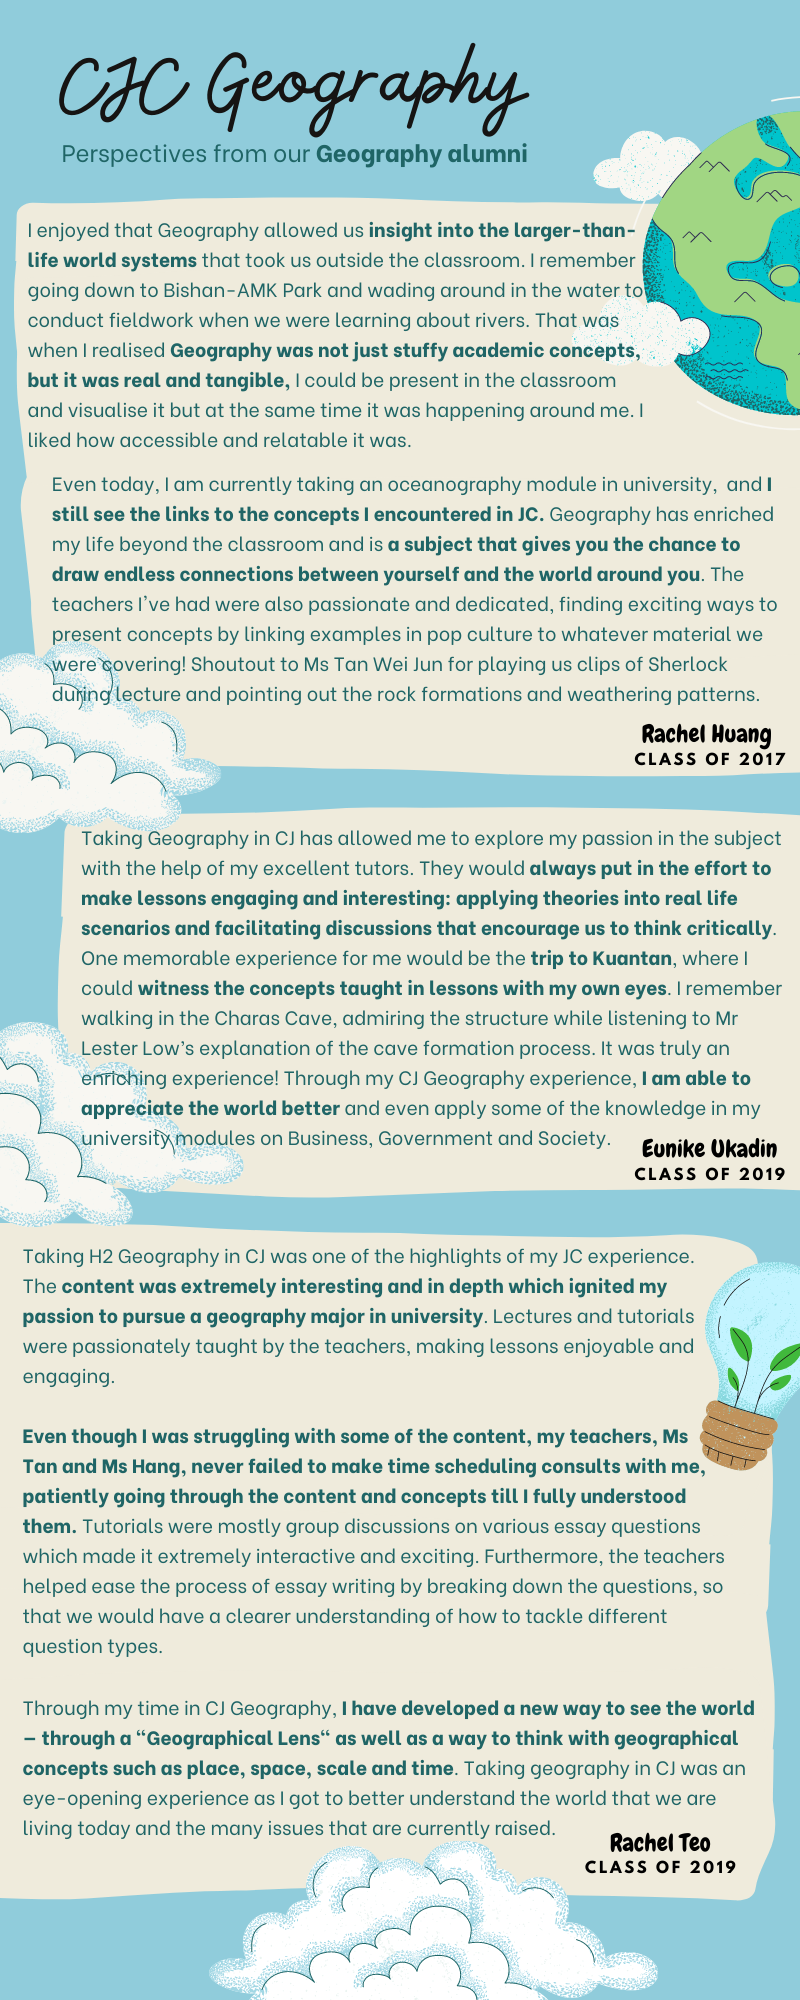 CJC Geography
Perspectives from our Geography alumni
I enjoyed that Geography allowed us insight into the larger-than-
life world systems that took us outside the classroom. I remember
going down to Bishan-AMK Park and wading around in the water to
conduct fieldwork when we were learning about rivers. That was
when I realised Geography was not just stuffy academic concepts,
but it was real and tangible, I could be present in the classroom
and visualise it but at the same time it was happening around me. I
liked how accessible and relatable it was.
Even today, I am currently taking an oceanography module in university,  and I
still see the links to the concepts I encountered in JC. Geography has enriched
my life beyond the classroom and is a subject that gives you the chance to
draw endless connections between yourself and the world around you. The
teachers I've had were also passionate and dedicated, finding exciting ways to
present concepts by linking examples in pop culture to whatever material we
were covering! Shoutout to Ms Tan Wei Jun for playing us clips of Sherlock
during lecture and pointing out the rock formations and weathering patterns.
Rachel Huang
CLASS OF 2017
Taking Geography in CJ has allowed me to explore my passion in the subject
with the help of my excellent tutors. They would always put in the effort to
make lessons engaging and interesting: applying theories into real life
scenarios and facilitating discussions that encourage us to think critically.
One memorable experience for me would be the trip to Kuantan, where I
could witness the concepts taught in lessons with my own eyes. I remember
walking in the Charas Cave, admiring the structure while listening to Mr
Lester Low's explanation of the cave formation process. It was truly an
enriching experience! Through my CJ Geography experience, I am able to
appreciate the world better and even apply some of the knowledge in my
university modules on Business, Government and Society.
Eunike Ukadin
CLASS OF 2019
Taking H2 Geography in CJ was one of the highlights of my JC experience.
The content was extremely interesting and in depth which ignited my
passion to pursue a geography major in university. Lectures and tutorials
were passionately taught by the teachers, making lessons enjoyable and
engaging.
Even though I was struggling with some of the content, my teachers, Ms
Tan and Ms Hang, never failed to make time scheduling consults with me,
patiently going through the content and concepts till I fully understood
them. Tutorials were mostly group discussions on various essay questions
which made it extremely interactive and exciting. Furthermore, the teachers
helped ease the process of essay writing by breaking down the questions, so
that we would have a clearer understanding of how to tackle different
question types.
Through my time in CJ Geography, I have developed a new way to see the world
– through a “Geographical Lens“ as well as a way to think with geographical
concepts such as place, space, scale and time. Taking geography in CJ was an
eye-opening experience as I got to better understand the world that we are
living today and the many issues that are currently raised.
Rachel Teo
CLASS OF 2019